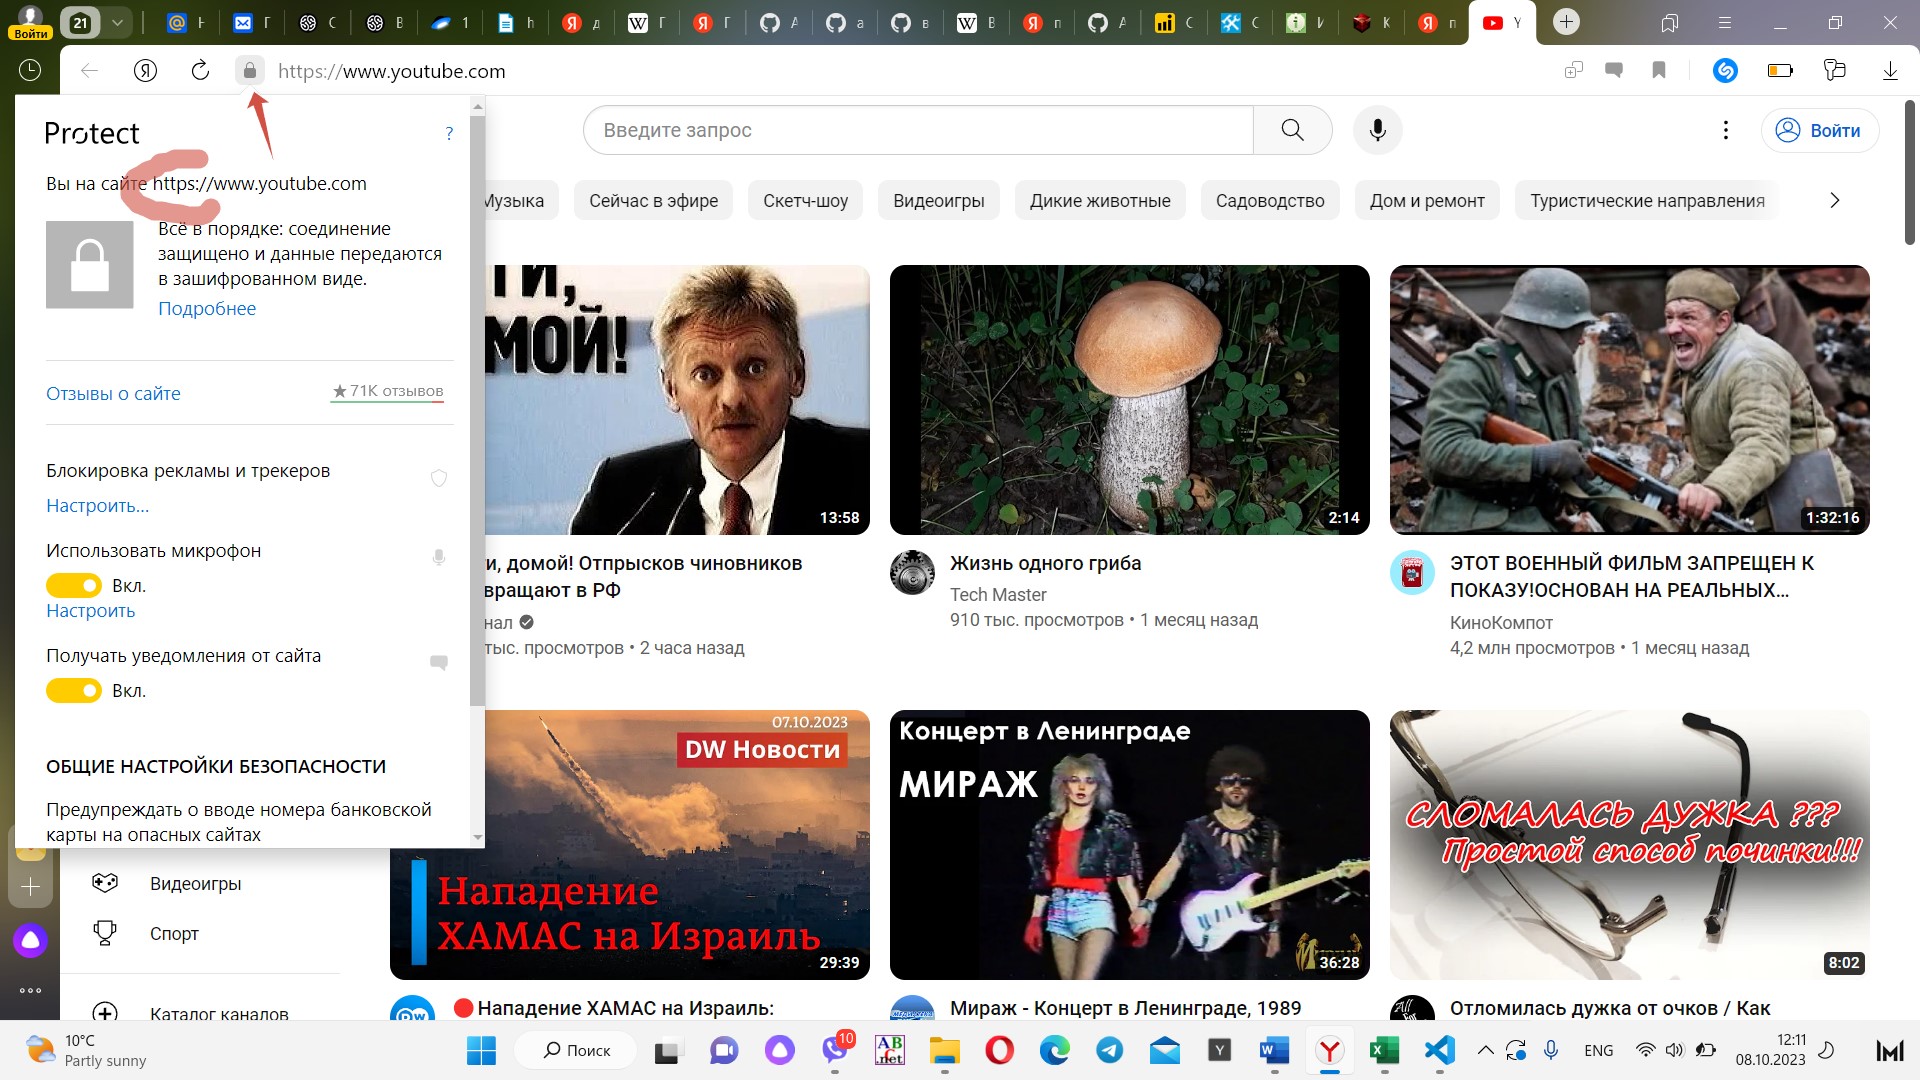 Войти
21
https://www.youtube.com
Protect
?
Вы на сайте https://www.youtube.com
Всё в порядке: соединение
защищено и данные передаются
в зашифрованном виде.
Подробнее
Отзывы о сайте
★ 71K отзывов
Блокировка рекламы и трекеров
Настроить...
Использовать микрофон
Вкл.
Настроить
Получать уведомления от сайта
Вкл.
ОБЩИЕ НАСТРОЙКИ БЕЗОПАСНОСТИ
Предупреждать о вводе номера банковской
карты на опасных сайтах
Введите запрос
Войти
Музыка
Сейчас в эфире
Скетч-шоу
Видеоигры
Дикие животные
Садоводство
Дом и ремонт
Туристические направления
МОЙ!
13:58
и, домой! Отпрысков чиновников
вращают в РФ
нал
тыс. просмотров • 2 часа назад
2:14
Жизнь одного гриба
Tech Master
910 тыс. просмотров • 1 месяц назад
1:32:16
ЭТОТ ВОЕННЫЙ ФИЛЬМ ЗАПРЕЩЕН К
ПОКАЗУ!ОСНОВАН НА РЕАЛЬНЫХ...
КиноКомпот
4,2 млн просмотров • 1 месяц назад
07.10.2023
DW Новости
Нападение
ХАМАС на Израиль
29:39
Нападение ХАМАС на Израиль:
Концерт в Ленинграде
МИРАЖ
36:28
Мираж - Концерт в Ленинграде, 1989
СЛОМАЛАСЬ ДУЖКА ???
Простой способ починки!!!
8:02
Отломилась дужка от очков / Как
Видеоигры
Спорт
Каталог каналов
10°C
Partly sunny
Поиск
10
ABC.net
ENG
12:11
08.10.2023